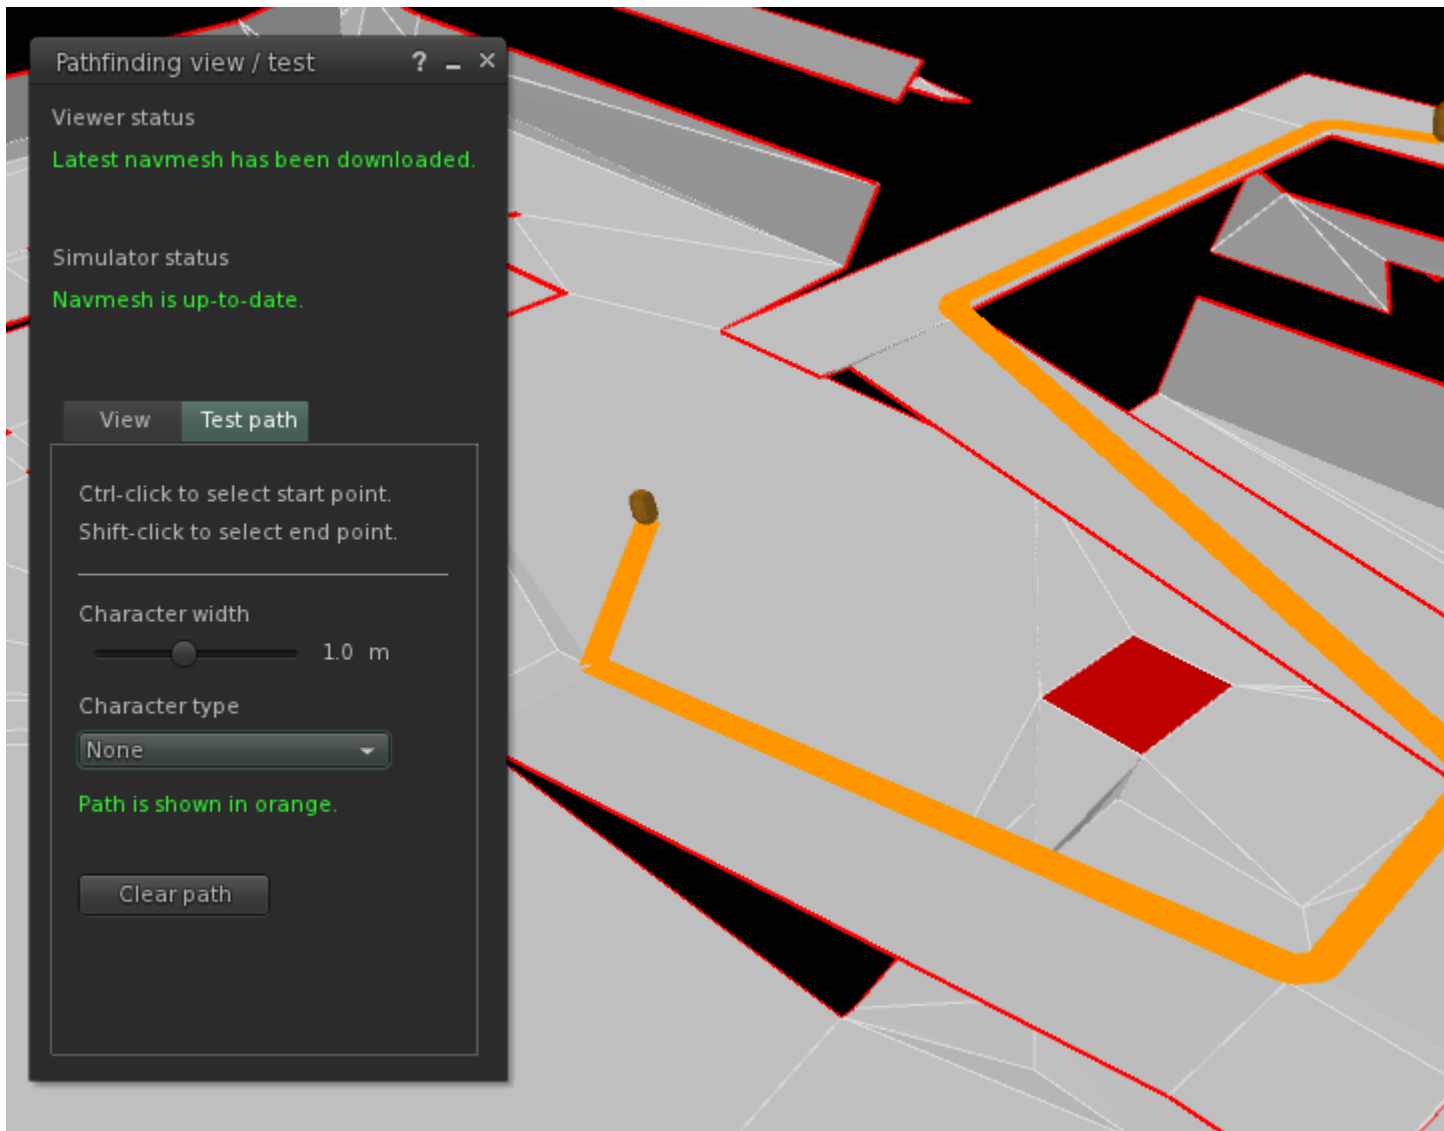 Pathfinding view / test ? _ ×
Viewer status
Latest navmesh has been downloaded.
Simulator status
Navmesh is up-to-date.
View Test path
Ctrl-click to select start point.
Shift-click to select end point.
Character width
1.0 m
Character type
None
Path is shown in orange.
Clear path